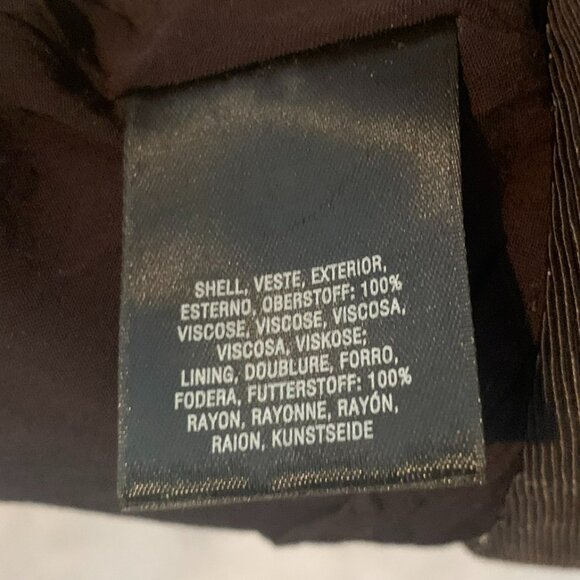 SHELL, VESTE, EXTERIOR,
ESTERNO, OBERSTOFF: 100%
VISCOSE, VISCOSE, VISCOSA,
VISCOSA, VISKOSE;
LINING, DOUBLURE, FORRO,
FODERA, FUTTERSTOFF: 100%
RAYON, RAYONNE, RAYÓN,
RAION, KUNSTSEIDE